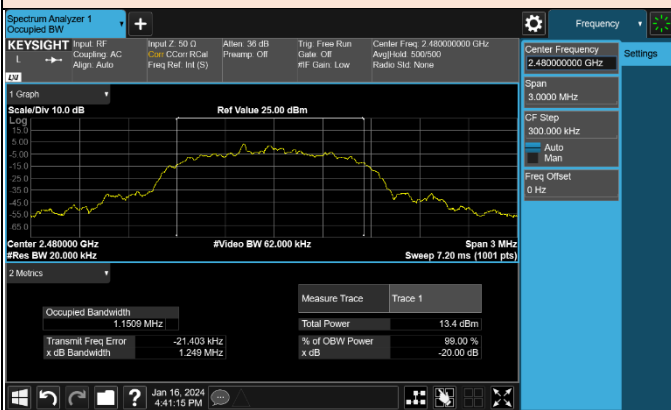 Spectrum Analyzer 1
Occupied BW
+
Frequency
KEYSIGHT
L
LXI
Input: RF
Coupling: AC
Align: Auto
Input Z: 50 Ω
Corr CCorr RCal
Freq Ref: Int (S)
Atten: 36 dB
Preamp: Off
Trig: Free Run
Gate: Off
#IF Gain: Low
Center Freq: 2.480000000 GHz
Avg|Hold: 500/500
Radio Std: None
Center Frequency
2.480000000 GHz
Settings
Span
3.0000 MHz
CF Step
300.000 kHz
Auto
Man
Freq Offset
0 Hz
1 Graph
Scale/Div 10.0 dB
Ref Value 25.00 dBm
Log
15.0
5.00
-5.00
-15.0
-25.0
-35.0
-45.0
-55.0
-65.0
Center 2.480000 GHz
#Video BW 62.000 kHz
Span 3 MHz
#Res BW 20.000 kHz
Sweep 7.20 ms (1001 pts)
2 Metrics
Measure Trace
Trace 1
Occupied Bandwidth
1.1509 MHz
Total Power
13.4 dBm
Transmit Freq Error
-21.403 kHz
% of OBW Power
99.00 %
x dB Bandwidth
1.249 MHz
x dB
-20.00 dB
?
Jan 16, 2024
4:41:15 PM